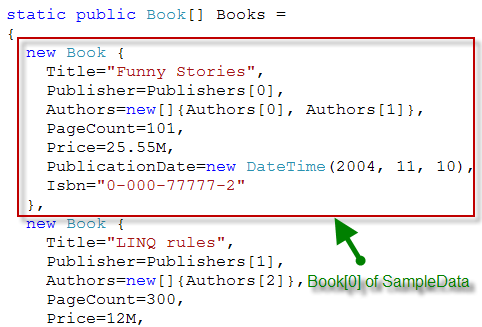 static public Book[] Books =
{
new Book {
Title="Funny Stories",
Publisher=Publishers[0],
Authors=new[]{Authors[0], Authors[1]},
PageCount=101,
Price=25.55M,
PublicationDate=new DateTime(2004, 11, 10),
Isbn="0-000-77777-2"
},
new Book {
Title="LINQ rules",
Publisher=Publishers[1],
Authors=new[]{Authors[2]},
Book[0] of SampleData
PageCount=300,
Price=12M,